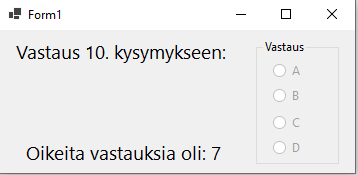 Form1
Vastaus 10. kysymykseen:
Vastaus
A
B
C
D
Oikeita vastauksia oli: 7